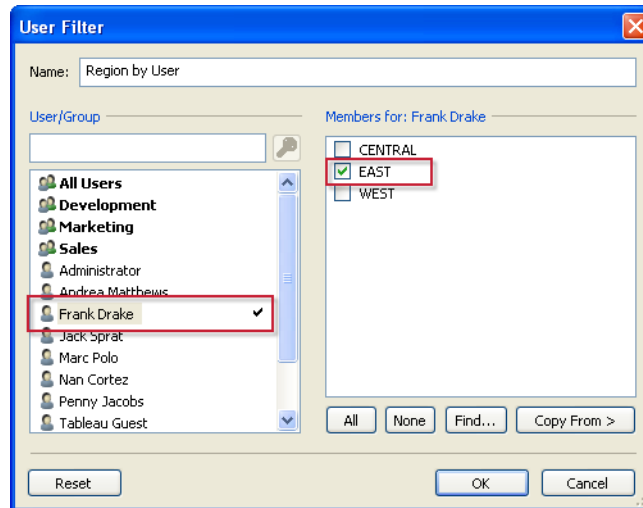 User Filter
Name: Region by User
User/Group
Members for: Frank Drake
All Users
Development
Marketing
Sales
Administrator
Andrea Matthews
Frank Drake
Jack Sprat
Marc Polo
Nan Cortez
Penny Jacobs
Tableau Guest
CENTRAL
EAST
WEST
All None Find... Copy From >
Reset OK Cancel